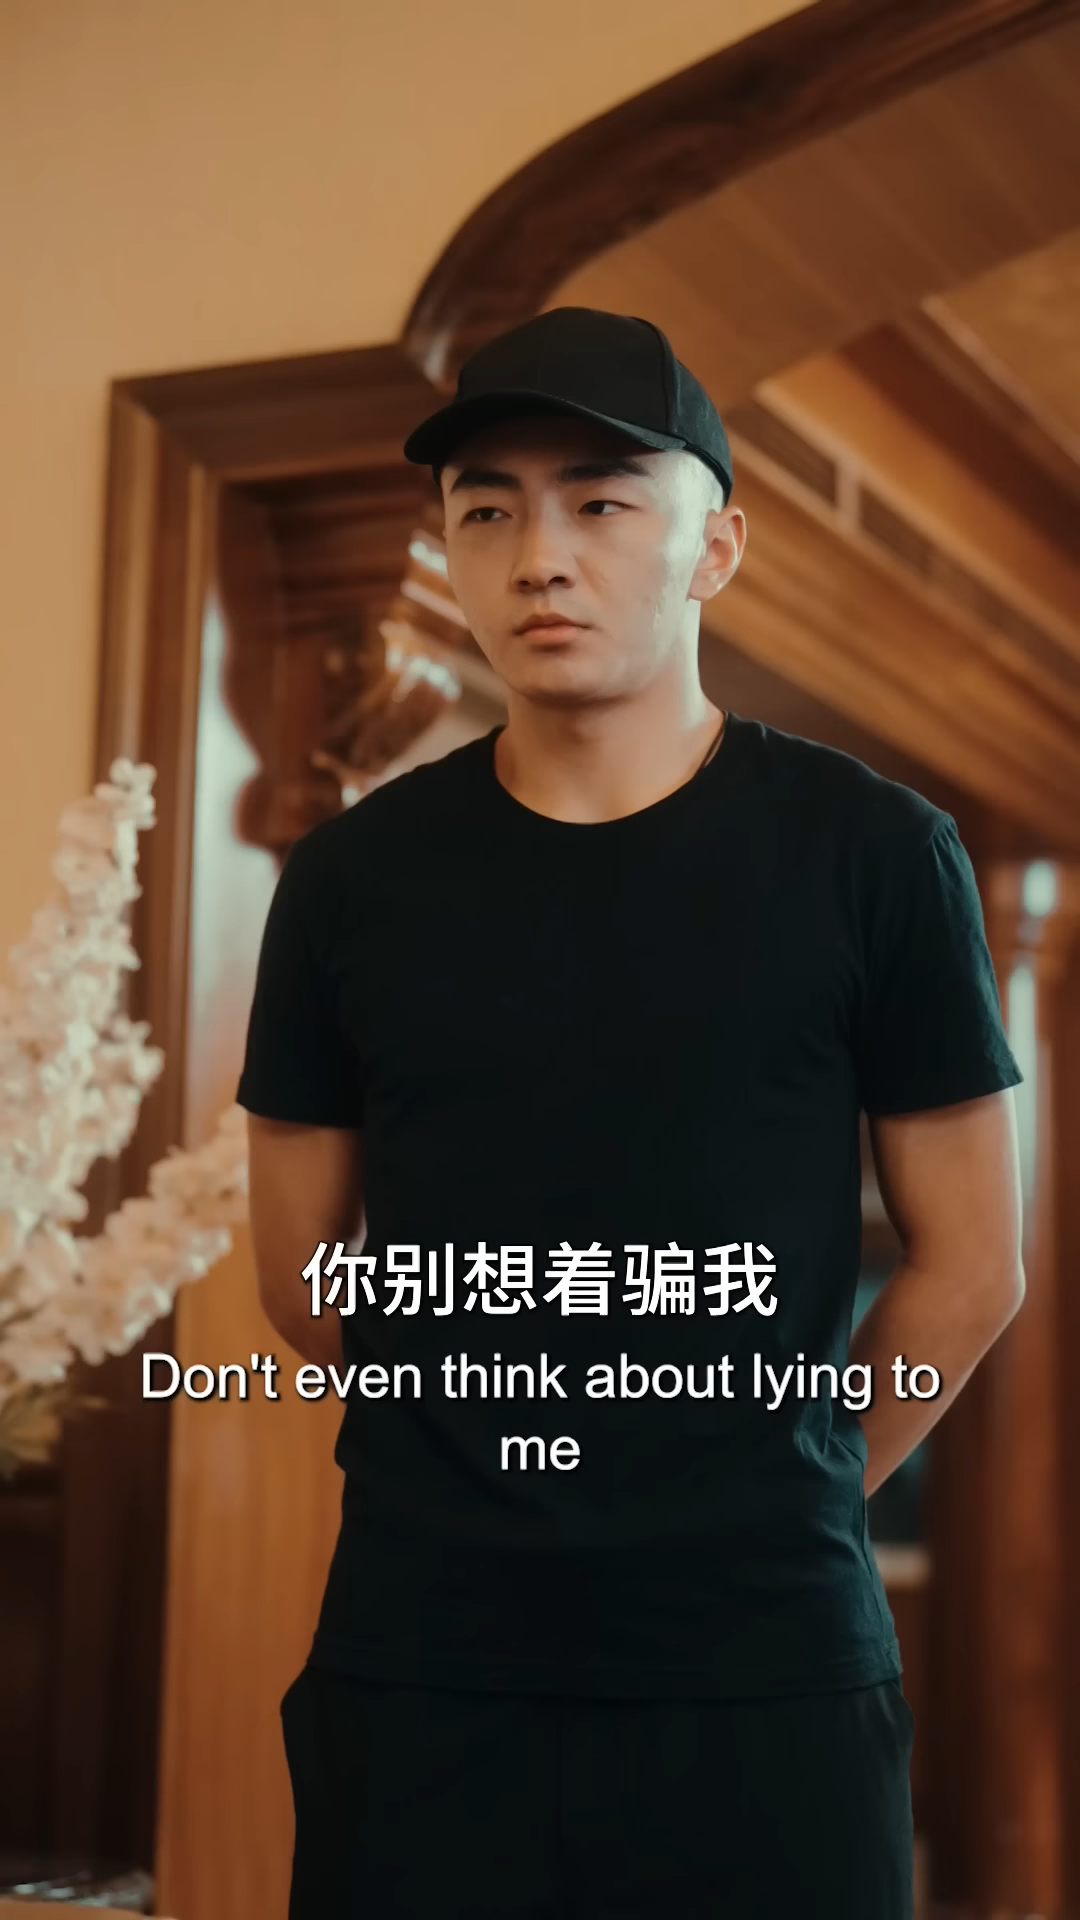 你别想着骗我
Don't even think about lying to
me